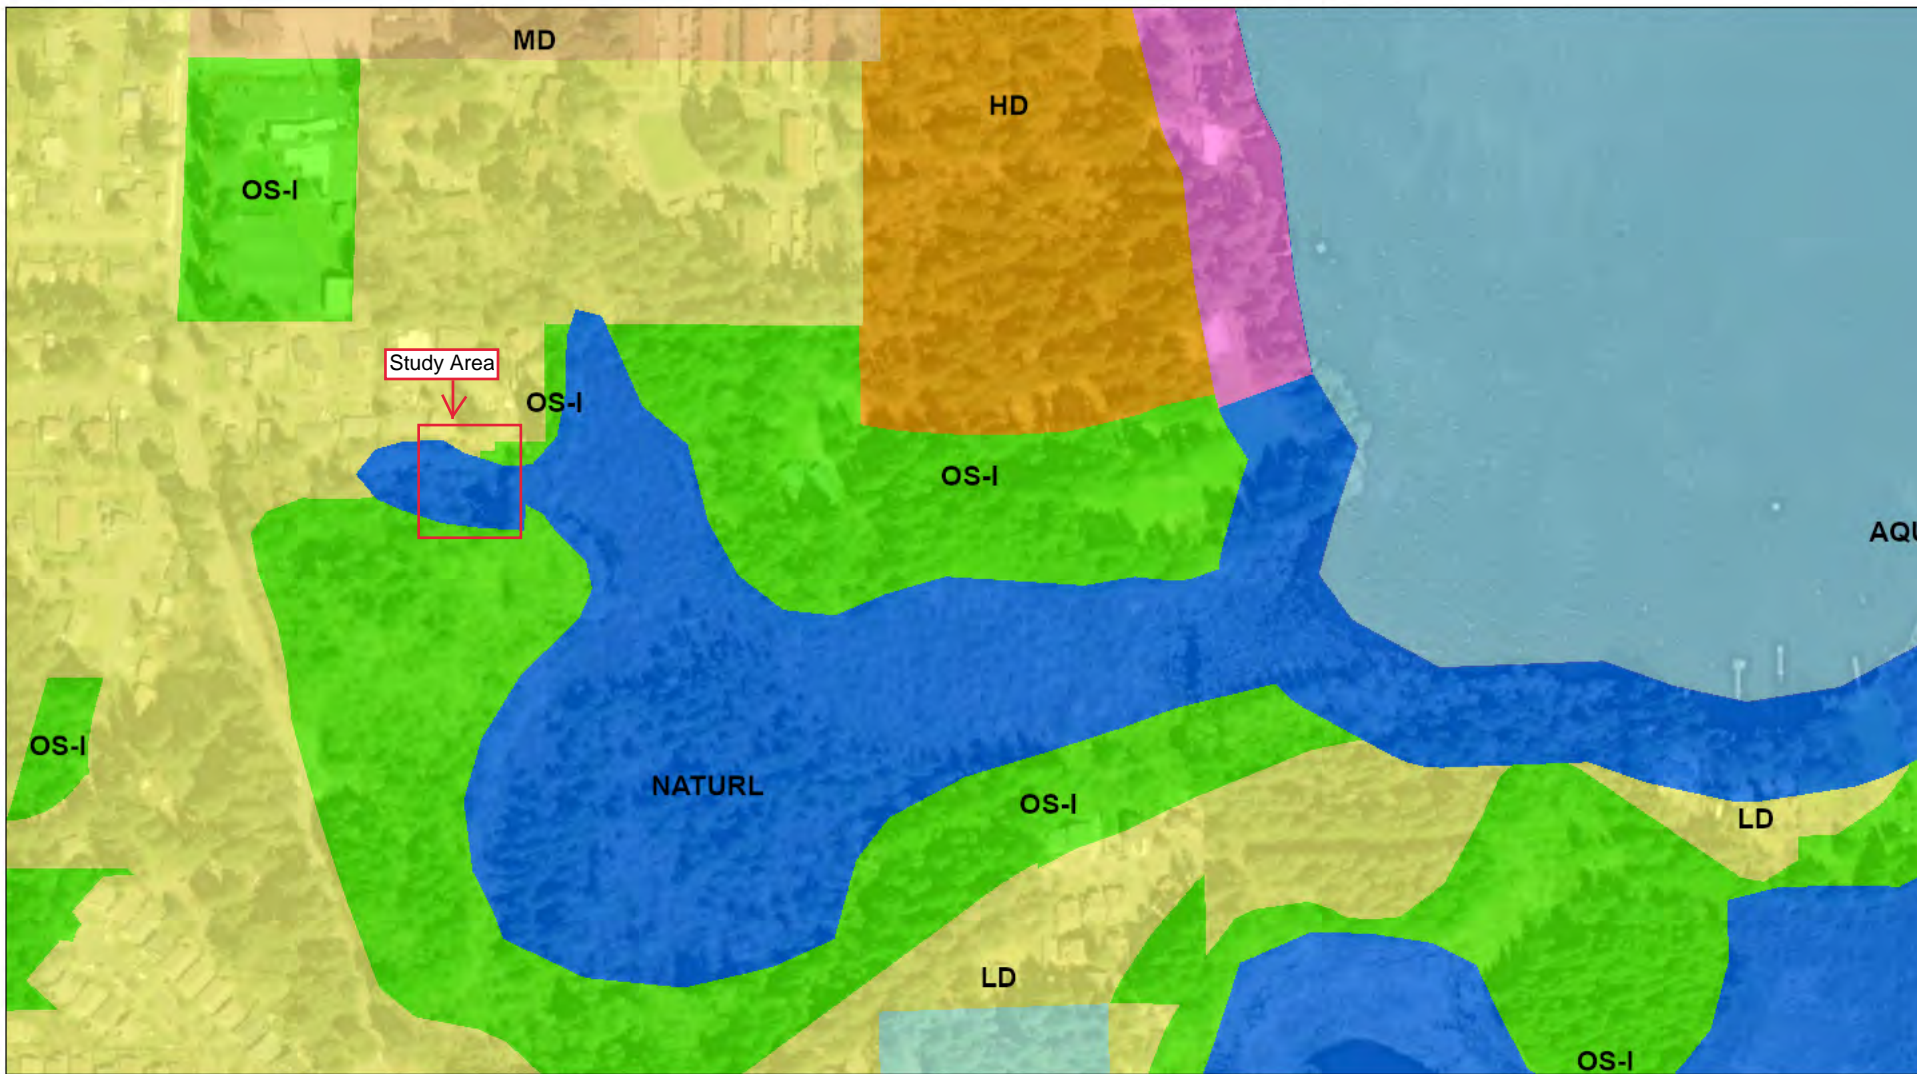 MD
HD
OS-I
Study Area
OS-I
OS-I
AQU
OS-I
NATURL
OS-I
LD
LD
OS-I